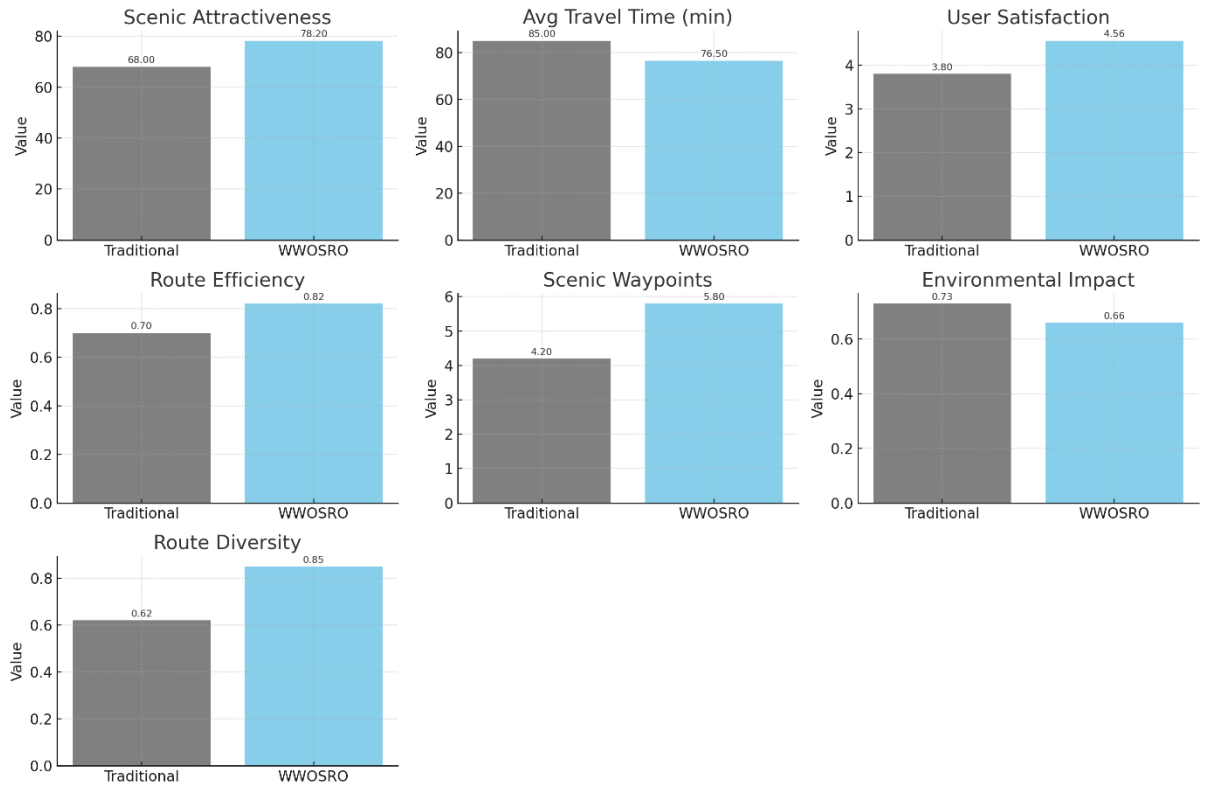 Scenic Attractiveness
80
60
40
20
0
Value
68.00
78.20
Traditional
WWOSRO
Avg Travel Time (min)
80
60
40
20
0
Value
85.00
76.50
Traditional
WWOSRO
User Satisfaction
4
3
2
1
0
Value
3.80
4.56
Traditional
WWOSRO
Route Efficiency
0.8
0.6
0.4
0.2
0.0
Value
0.70
0.82
Traditional
WWOSRO
Scenic Waypoints
6
5
4
3
2
1
0
Value
4.20
5.80
Traditional
WWOSRO
Environmental Impact
0.6
0.4
0.2
0.0
Value
0.73
0.66
Traditional
WWOSRO
Route Diversity
0.8
0.6
0.4
0.2
0.0
Value
0.62
0.85
Traditional
WWOSRO